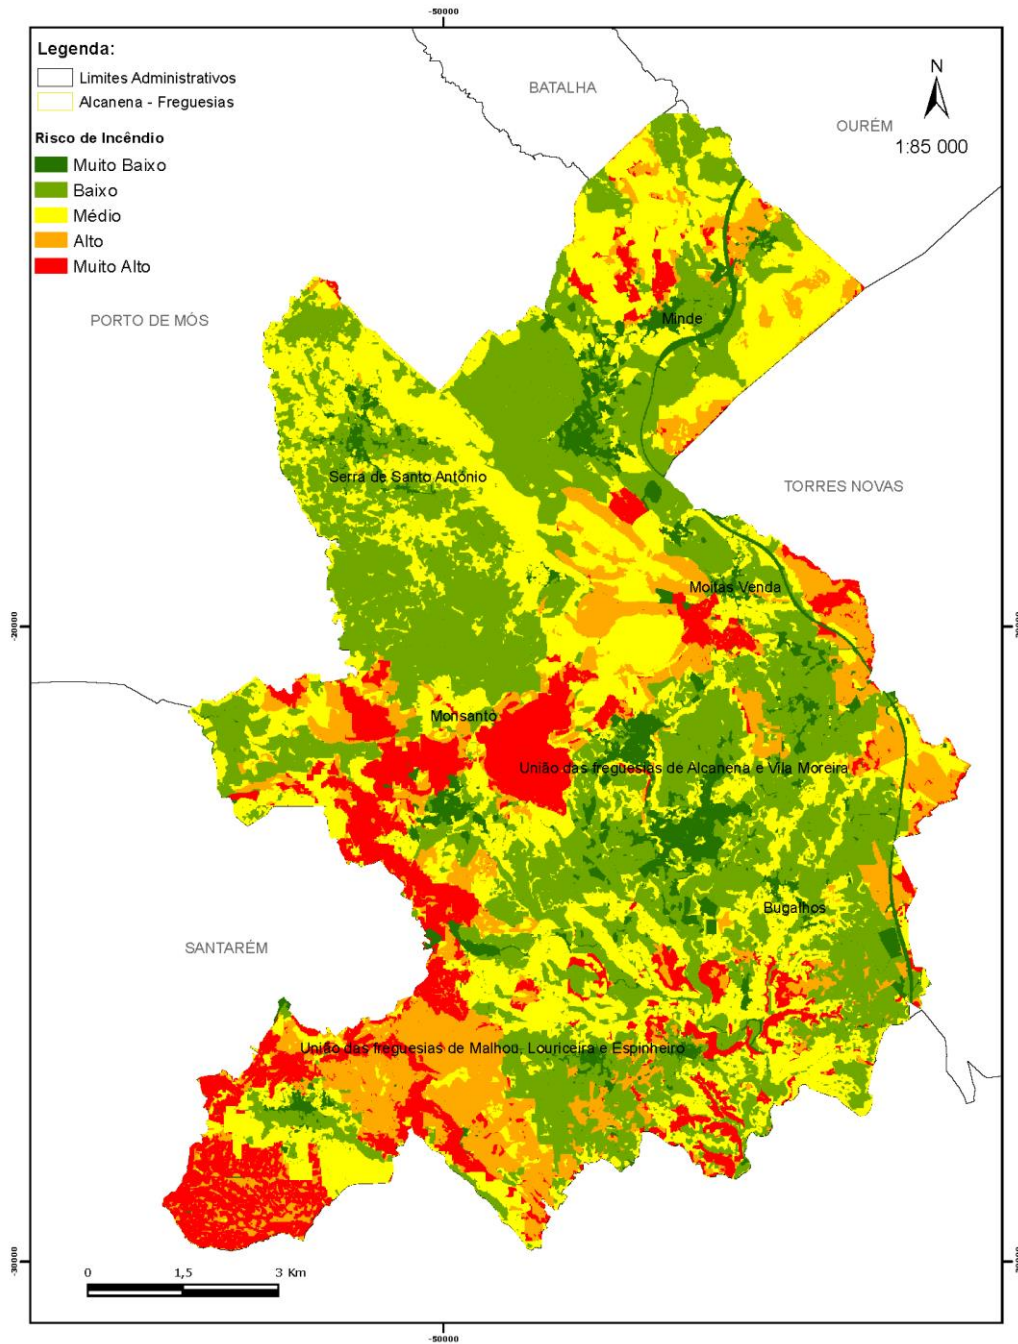 -50000
Legenda:
Limites Administrativos
Alcanena - Freguesias
Risco de Incêndio
Muito Baixo
Baixo
Médio
Alto
Muito Alto
BATALHA
N
OURÉM
1:85 000
PORTO DE MÓS
Minde
Serra de Santo António
TORRES NOVAS
Moitas Venda
-20000
-20000
Monsanto
União das freguesias de Alcanena e Vila Moreira
Bugalhos
SANTARÉM
União das freguesias de Malhou, Louriceira e Espinheiro
-30000
-30000
0 1,5 3 Km
-50000